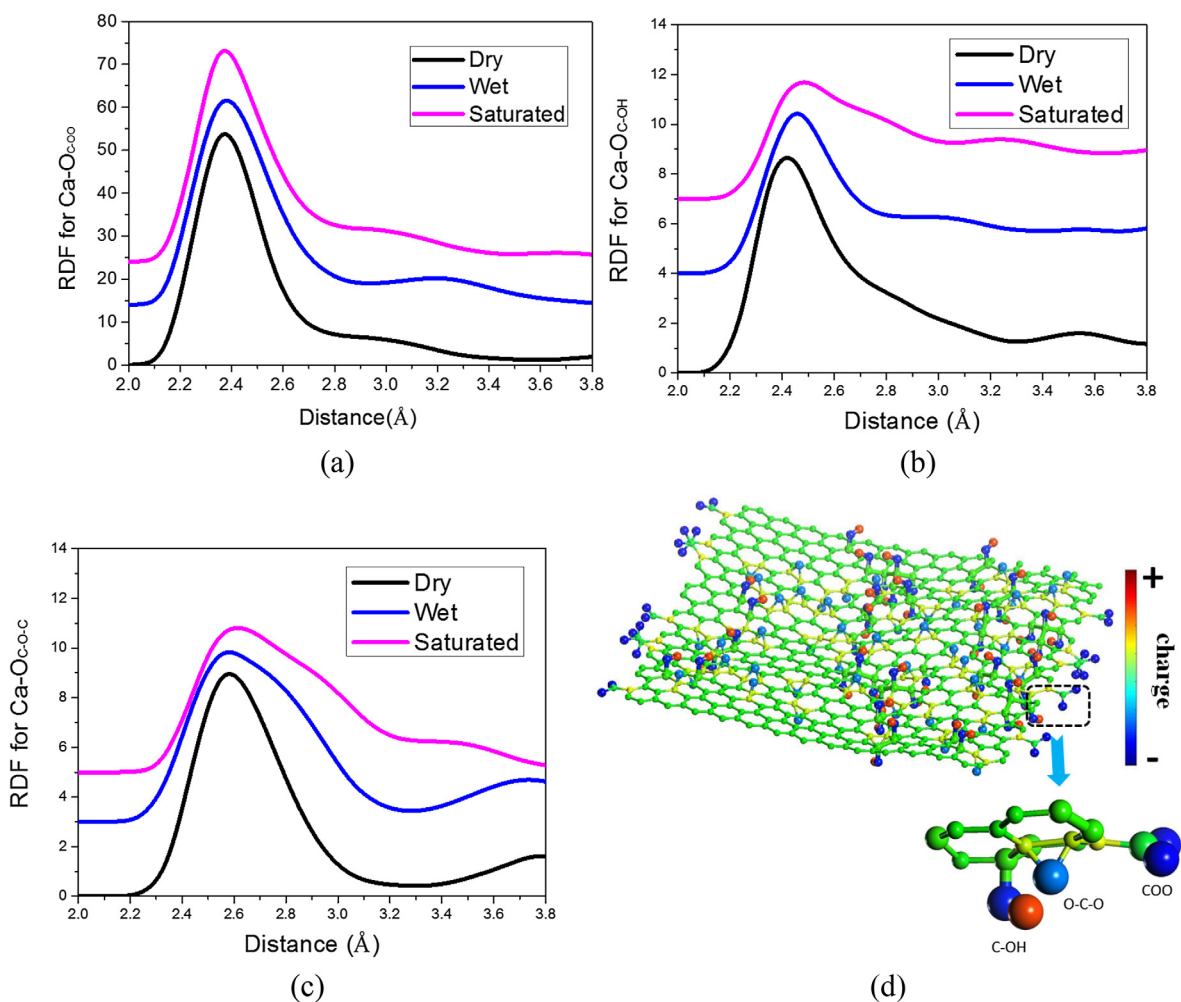 RDF for Ca-OC-OO
80
70
60
50
40
30
20
10
0
Dry
Wet
Saturated
2.0 2.2 2.4 2.6 2.8 3.0 3.2 3.4 3.6 3.8
Distance(Å)
(a)
RDF for Ca-OC-OH
14
12
10
8
6
4
2
0
Dry
Wet
Saturated
2.0 2.2 2.4 2.6 2.8 3.0 3.2 3.4 3.6 3.8
Distance (Å)
(b)
RDF for Ca-OC-O-C
14
12
10
8
6
4
2
0
Dry
Wet
Saturated
2.0 2.2 2.4 2.6 2.8 3.0 3.2 3.4 3.6 3.8
Distance (Å)
(c)
+
charge
-
COO
O-C-O
C-OH
(d)